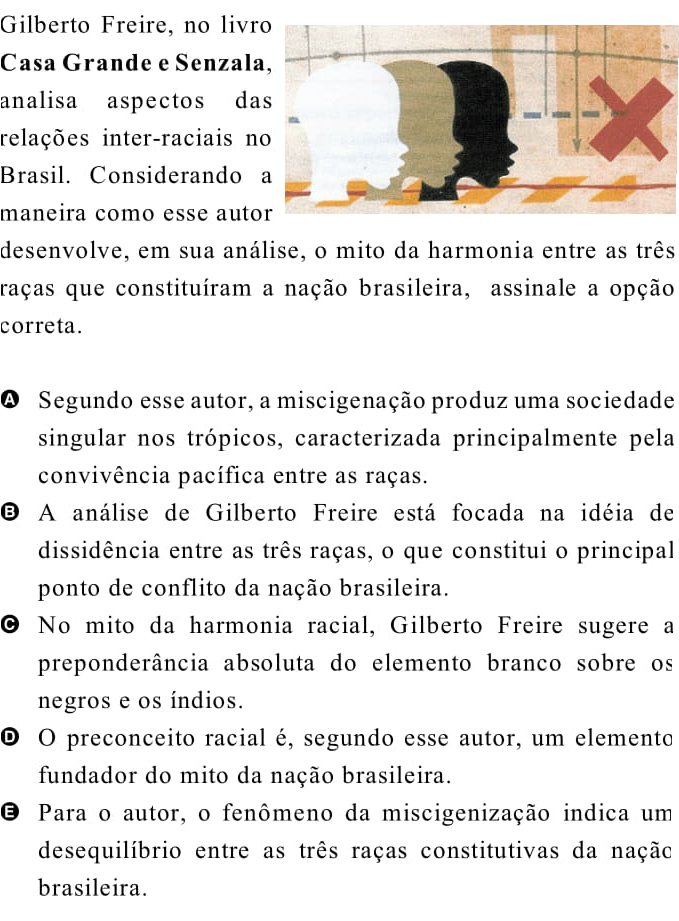 Gilberto Freire, no livro
Casa Grande e Senzala,
analisa aspectos das
relações inter-raciais no
Brasil. Considerando a
maneira como esse autor
desenvolve, em sua análise, o mito da harmonia entre as três
raças que constituíram a nação brasileira, assinale a opção
correta.
A Segundo esse autor, a miscigenação produz uma sociedade
singular nos trópicos, caracterizada principalmente pela
convivência pacífica entre as raças.
B A análise de Gilberto Freire está focada na idéia de
dissidência entre as três raças, o que constitui o principal
ponto de conflito da nação brasileira.
C No mito da harmonia racial, Gilberto Freire sugere a
preponderância absoluta do elemento branco sobre os
negros e os índios.
D O preconceito racial é, segundo esse autor, um elemento
fundador do mito da nação brasileira.
E Para o autor, o fenômeno da miscigenização indica um
desequilíbrio entre as três raças constitutivas da nação
brasileira.